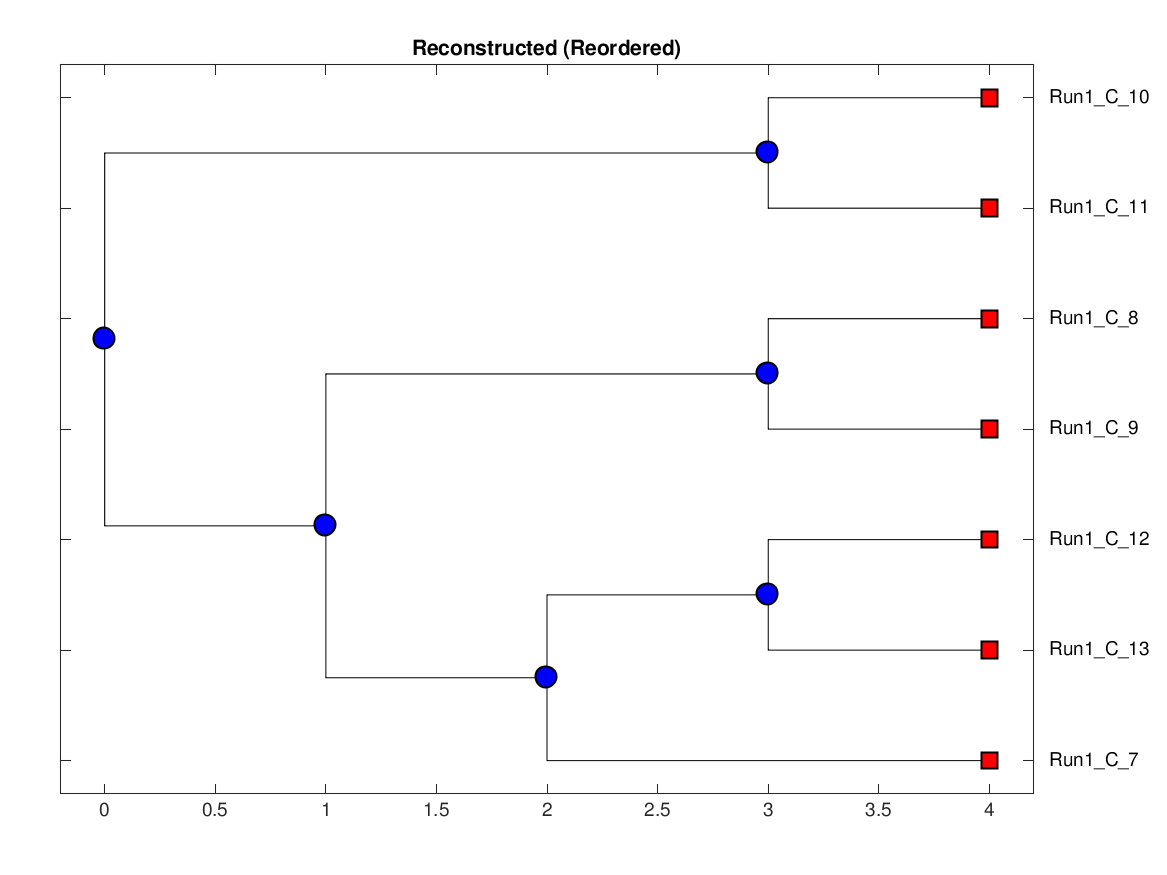 Reconstructed (Reordered)
Run1_C_10
Run1_C_11
Run1_C_8
Run1_C_9
Run1_C_12
Run1_C_13
Run1_C_7
0 0.5 1 1.5 2 2.5 3 3.5 4